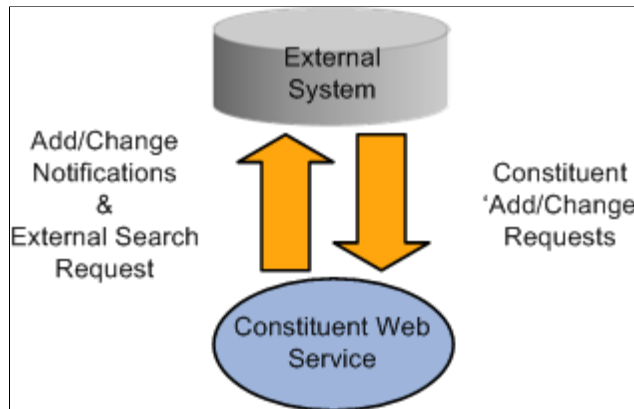 External
System
Add/Change
Notifications
&
External Search
Request
Constituent
‘Add/Change
Requests
Constituent Web
Service